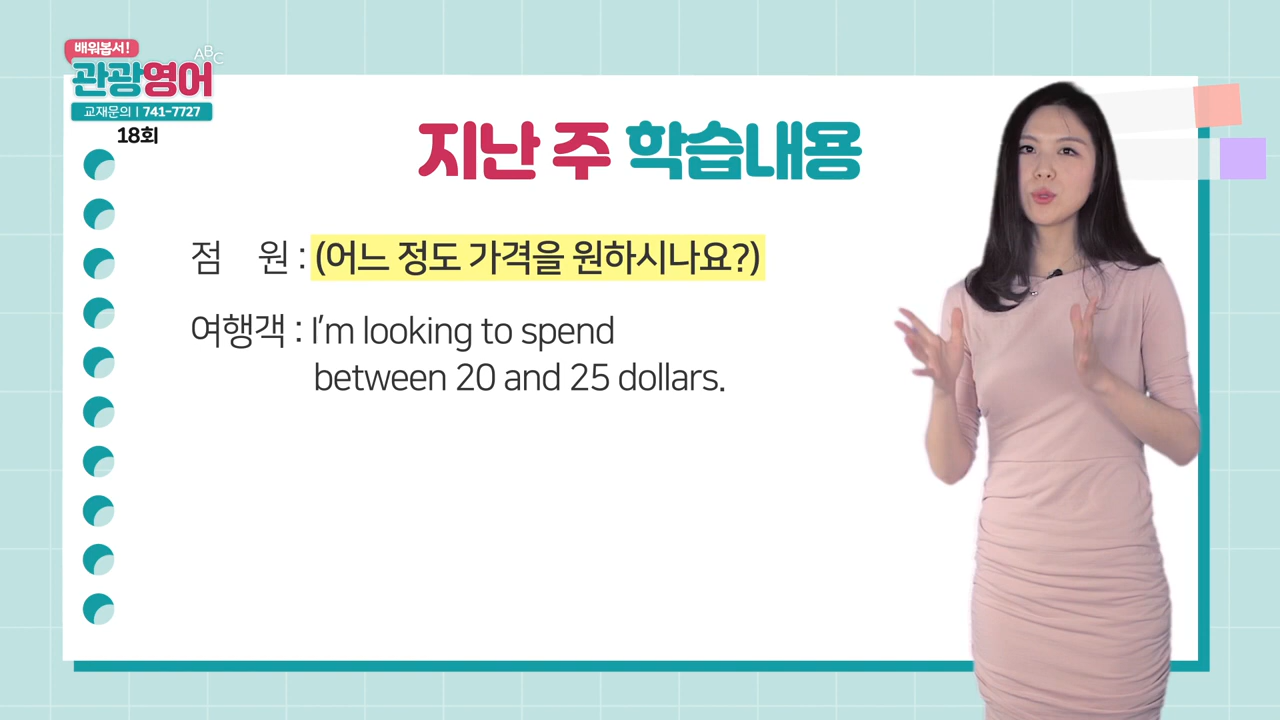 배워봅서!
ABC
관광영어
교재문의 | 741-7727
18회
지난 주 학습내용
점 원 : (어느 정도 가격을 원하시나요?)
여행객 : I'm looking to spend
between 20 and 25 dollars.